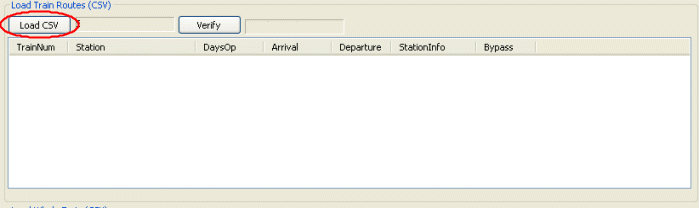 Load Train Routes (CSV)
Load CSV Verify
TrainNum Station DaysOp Arrival Departure StationInfo Bypass